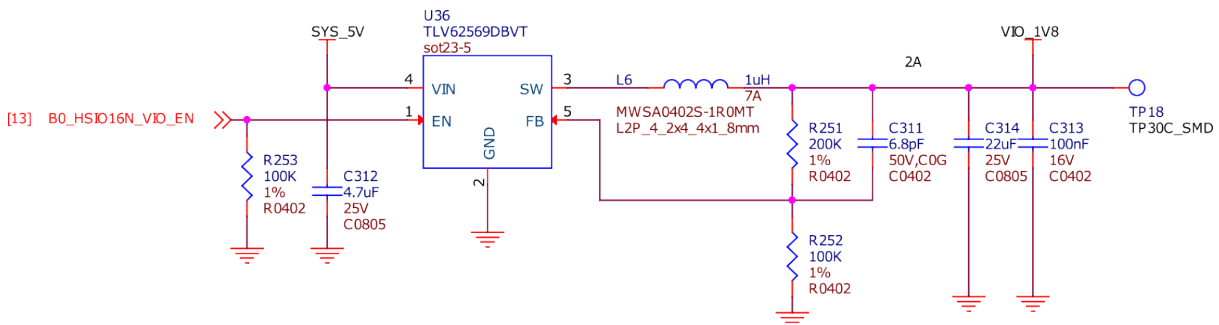 U36
TLV62569DBVT
sot23-5
SYS_5V
VIO_1V8
2A
4
VIN
SW
3
L6
1uH
7A
TP18
TP30C_SMD
[13]
B0_HSIO16N_VIO_EN
1
EN
FB
5
MWSA0402S-1R0MT
L2P_4_2x4_4x1_8mm
GND
2
R253
100K
1%
R0402
C312
4.7uF
25V
C0805
R251
200K
1%
R0402
C311
6.8pF
50V,C0G
C0402
C314
22uF
25V
C0805
C313
100nF
16V
C0402
R252
100K
1%
R0402